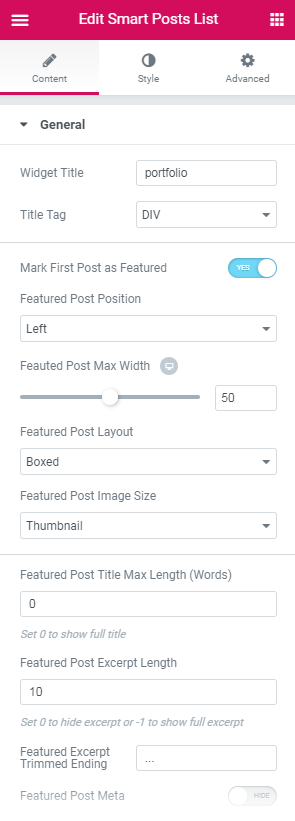 Edit Smart Posts List
Content Style Advanced
General
Widget Title portfolio
Title Tag DIV
Mark First Post as Featured YES
Featured Post Position
Left
Feauted Post Max Width
50
Featured Post Layout
Boxed
Featured Post Image Size
Thumbnail
Featured Post Title Max Length (Words)
0
Set 0 to show full title
Featured Post Excerpt Length
10
Set 0 to hide excerpt or -1 to show full excerpt
Featured Excerpt
Trimmed Ending ...
Featured Post Meta HIDE